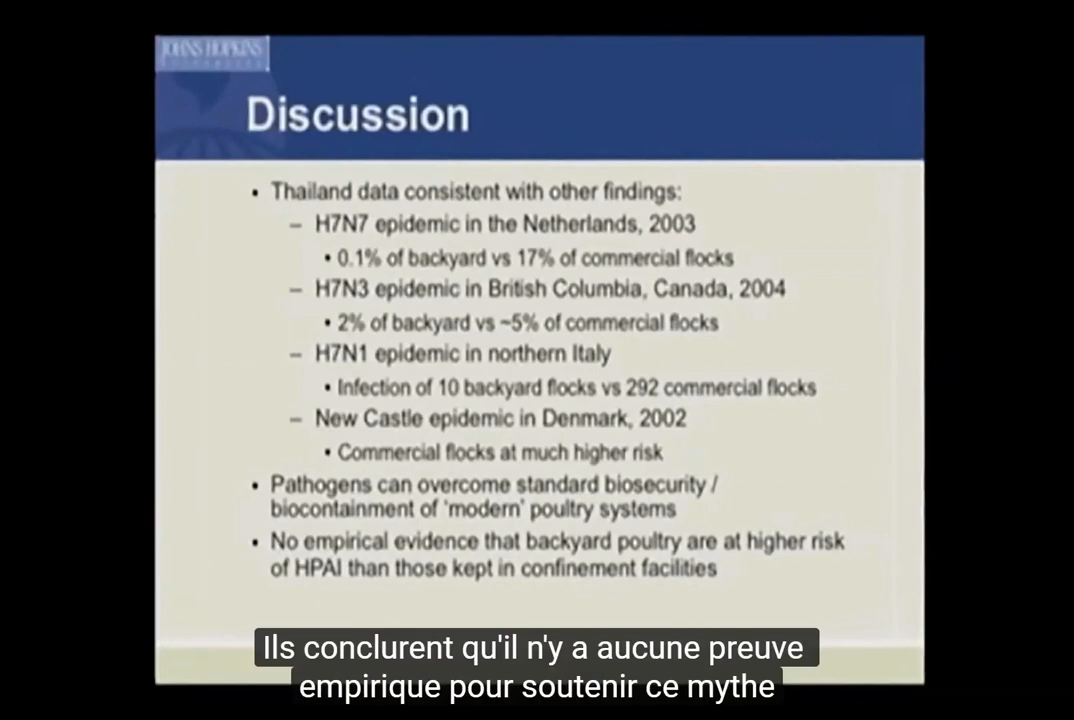 JOHNS HOPKINS
Discussion
• Thailand data consistent with other findings:
– H7N7 epidemic in the Netherlands, 2003
• 0.1% of backyard vs 17% of commercial flocks
– H7N3 epidemic in British Columbia, Canada, 2004
• 2% of backyard vs ~5% of commercial flocks
– H7N1 epidemic in northern Italy
• Infection of 10 backyard flocks vs 292 commercial flocks
– New Castle epidemic in Denmark, 2002
• Commercial flocks at much higher risk
• Pathogens can overcome standard biosecurity /
biocontainment of 'modern' poultry systems
• No empirical evidence that backyard poultry are at higher risk
of HPAI than those kept in confinement facilities
Ils conclurent qu'il n'y a aucune preuve
empirique pour soutenir ce mythe